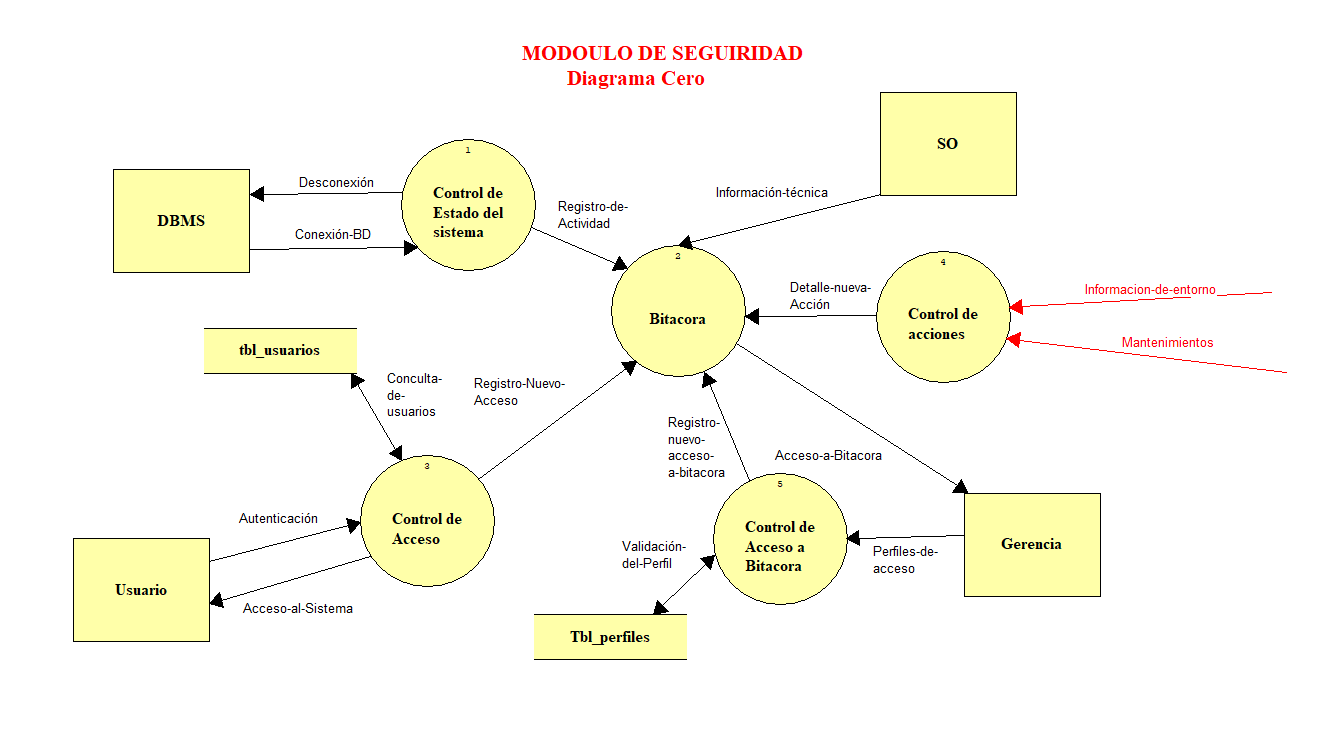 MODOULO DE SEGUIRIDAD
Diagrama Cero
SO
1
Control de
Estado del
sistema
Desconexión
DBMS
Conexión-BD
Registro-de-
Actividad
Información-técnica
2
Bitacora
4
Control de
acciones
Detalle-nueva-
Acción
Informacion-de-entorno
Mantenimientos
tbl_usuarios
Conculta-
de-
usuarios
Registro-Nuevo-
Acceso
Registro-
nuevo-
acceso-
a-bitacora
Acceso-a-Bitacora
3
Control de
Acceso
Autenticación
Usuario
Acceso-al-Sistema
5
Control de
Acceso a
Bitacora
Gerencia
Perfiles-de-
acceso
Validación-
del-Perfil
Tbl_perfiles